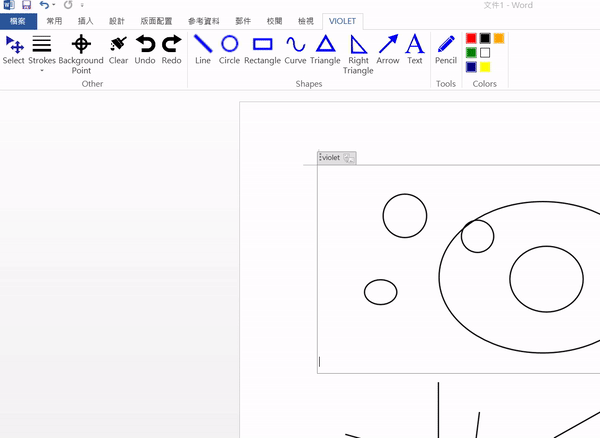 文件1 - Word
檔案 常用 插入 設計 版面配置 參考資料 郵件 校閱 檢視 VIOLET
Select Strokes Background Point Clear Undo Redo Line Circle Rectangle Curve Triangle Right Triangle Arrow Text Pencil
Other Shapes Tools Colors
violet